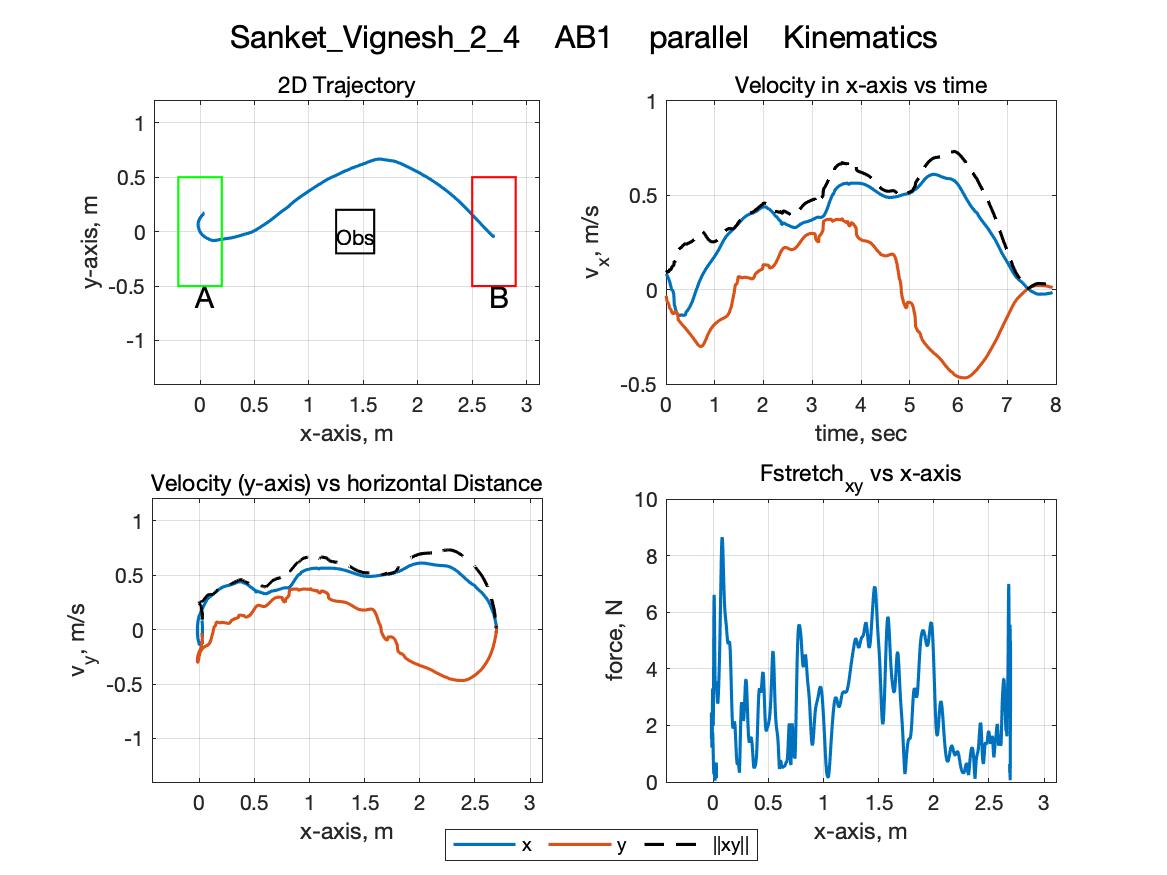 Sanket_Vignesh_2_4 AB1 parallel Kinematics
2D Trajectory
1
0.5
0
-0.5
-1
y-axis, m
Obs
A
B
0 0.5 1 1.5 2 2.5 3
x-axis, m
Velocity in x-axis vs time
1
0.5
0
-0.5
v_x, m/s
0 1 2 3 4 5 6 7 8
time, sec
Velocity (y-axis) vs horizontal Distance
1
0.5
0
-0.5
-1
v_y, m/s
0 0.5 1 1.5 2 2.5 3
x-axis, m
Fstretch_xy vs x-axis
10
8
6
4
2
0
force, N
0 0.5 1 1.5 2 2.5 3
x-axis, m
x y ||xy||